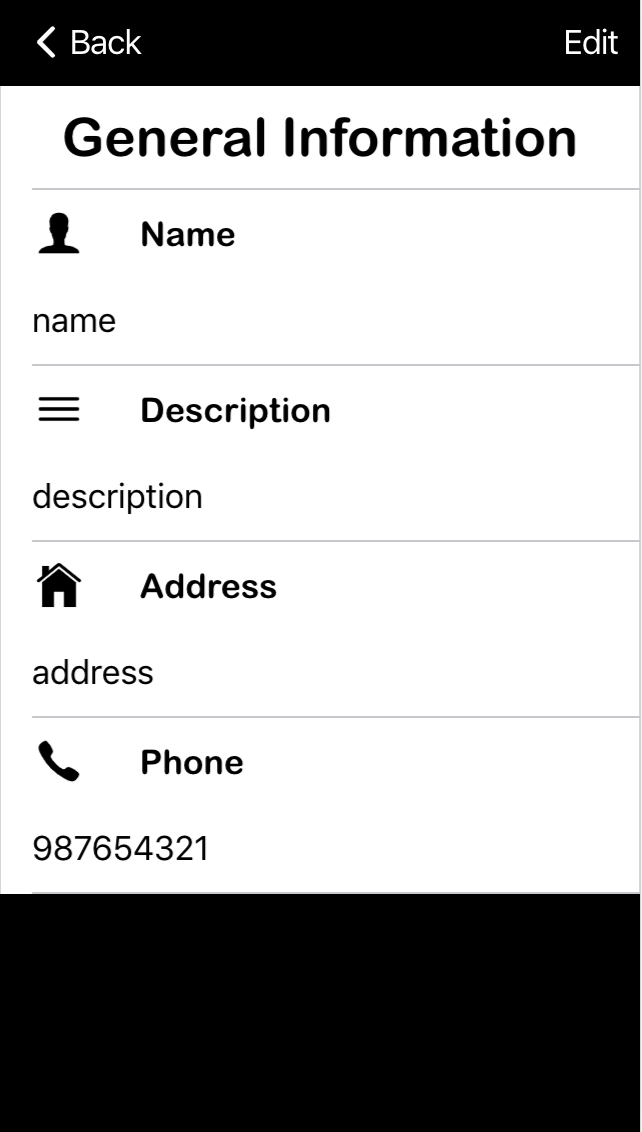 Back
Edit
General Information
Name
name
Description
description
Address
address
Phone
987654321